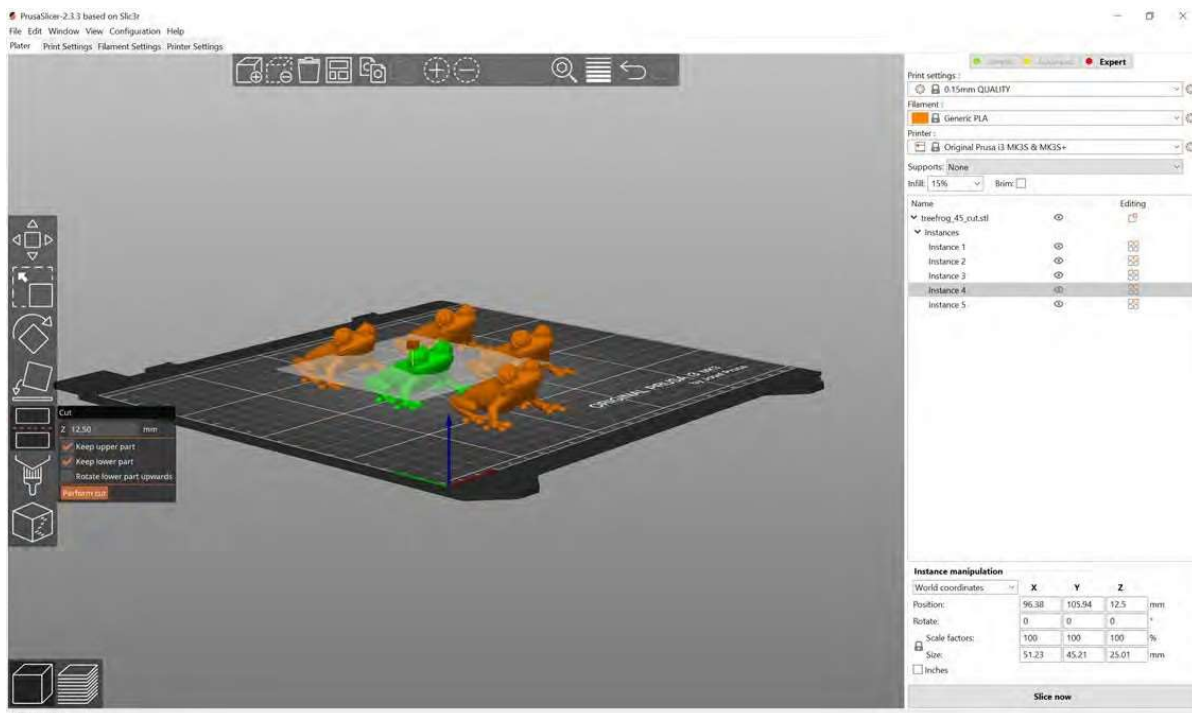 PrusaSlicer-2.3.3 based on Slic3r
File Edit Window View Configuration Help
Plater Print Settings Filament Settings Printer Settings
Simple Advanced Expert
Print settings :
0.15mm QUALITY
Filament :
Generic PLA
Printer :
Original Prusa i3 MK3S & MK3S+
Supports: None
Infill: 15% Brim:
Name Editing
treefrog_45_cut.stl
Instances
Instance 1
Instance 2
Instance 3
Instance 4
Instance 5
ORIGINAL PRUSA i3 MK3
by Josef Prusa
Cut
Z 12.50 mm
Keep upper part
Keep lower part
Rotate lower part upwards
Perform cut
Instance manipulation
World coordinates X Y Z
Position: 96.38 105.94 12.5 mm
Rotate: 0 0 0 °
Scale factors: 100 100 100 %
Size: 51.23 45.21 25.01 mm
Inches
Slice now